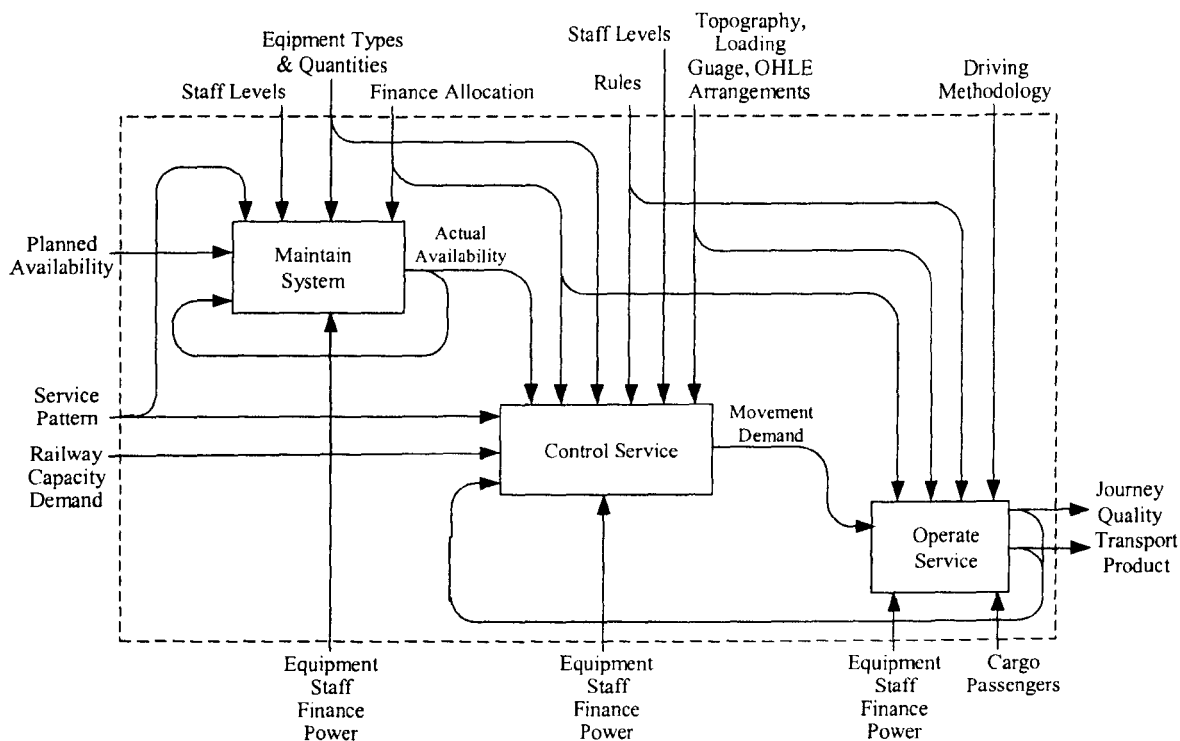 Eqipment Types
& Quantities
Staff Levels
Finance Allocation
Staff Levels
Rules
Topography,
Loading
Guage, OHLE
Arrangements
Driving
Methodology
Planned
Availability
Maintain
System
Actual
Availability
Service
Pattern
Railway
Capacity
Demand
Control Service
Movement
Demand
Operate
Service
Journey
Quality
Transport
Product
Equipment
Staff
Finance
Power
Equipment
Staff
Finance
Power
Equipment
Staff
Finance
Power
Cargo
Passengers